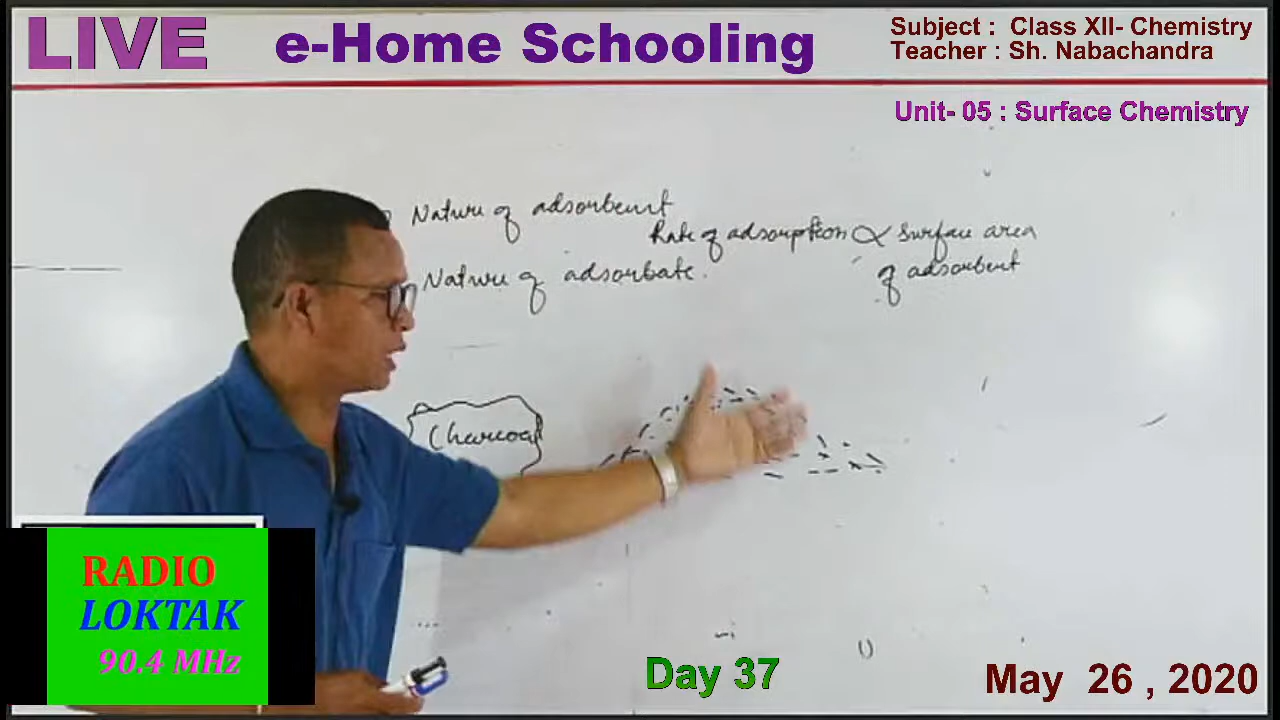 LIVE
e-Home Schooling
Subject : Class XII- Chemistry
Teacher : Sh. Nabachandra
Unit- 05 : Surface Chemistry
Nature of adsorbent
Rate of adsorption ∝ Surface area
of adsorbent
Nature of adsorbate.
Charcoal
RADIO
LOKTAK
90.4 MHz
Day 37
May 26 , 2020